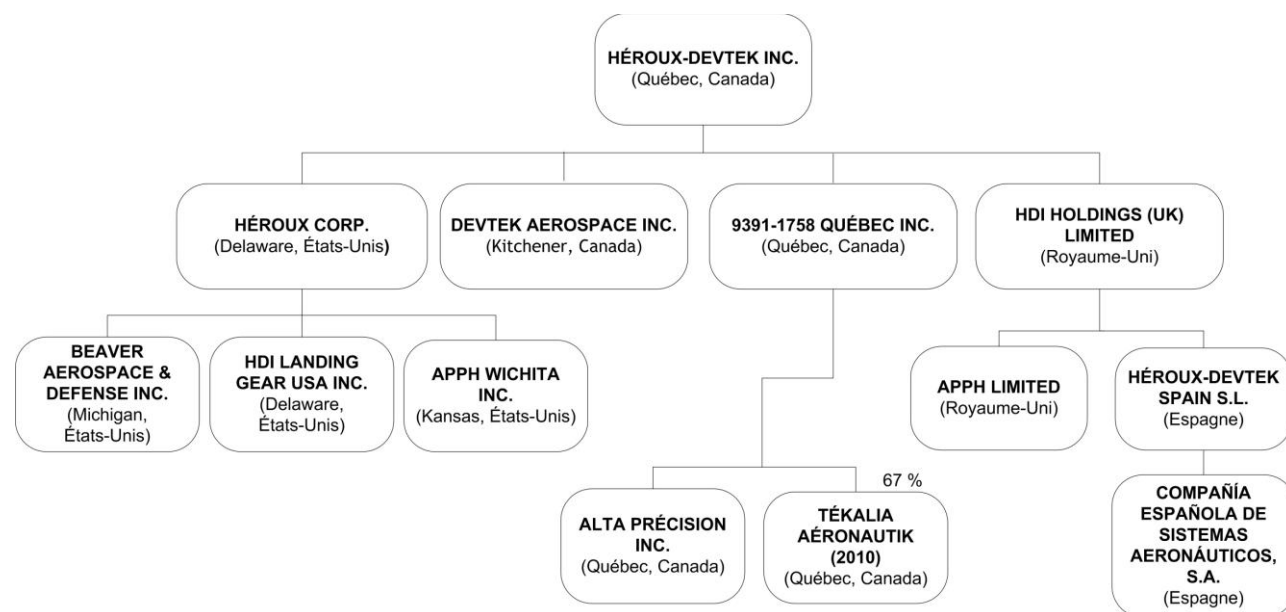 HÉROUX-DEVTEK INC.
(Québec, Canada)
HÉROUX CORP.
(Delaware, États-Unis)
DEVTEK AEROSPACE INC.
(Kitchener, Canada)
9391-1758 QUÉBEC INC.
(Québec, Canada)
HDI HOLDINGS (UK)
LIMITED
(Royaume-Uni)
BEAVER
AEROSPACE &
DEFENSE INC.
(Michigan,
États-Unis)
HDI LANDING
GEAR USA INC.
(Delaware,
États-Unis)
APPH WICHITA
INC.
(Kansas, États-Unis)
APPH LIMITED
(Royaume-Uni)
HÉROUX-DEVTEK
SPAIN S.L.
(Espagne)
ALTA PRÉCISION
INC.
(Québec, Canada)
67 %
TÉKALIA
AÉRONAUTIK
(2010)
(Québec, Canada)
COMPAÑÍA
ESPAÑOLA DE
SISTEMAS
AERONÁUTICOS,
S.A.
(Espagne)